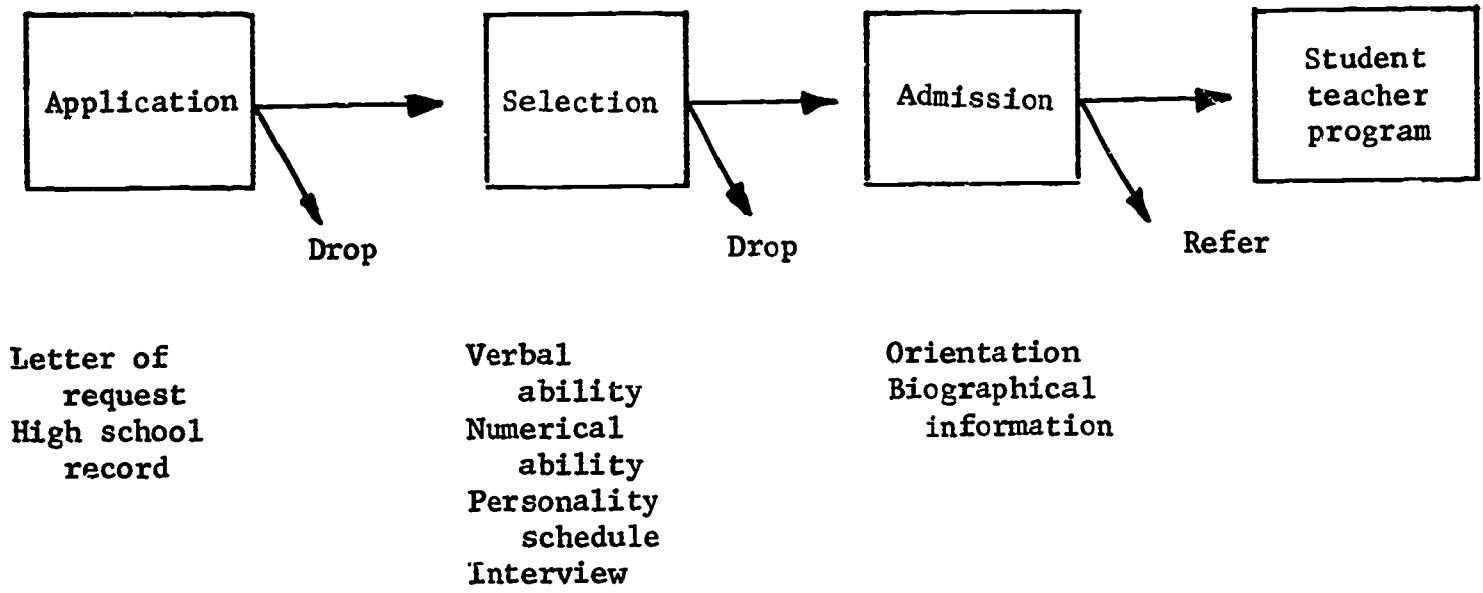 Application
Selection
Admission
Student
teacher
program
Drop
Drop
Refer
Letter of
request
High school
record
Verbal
ability
Numerical
ability
Personality
schedule
Interview
Orientation
Biographical
information